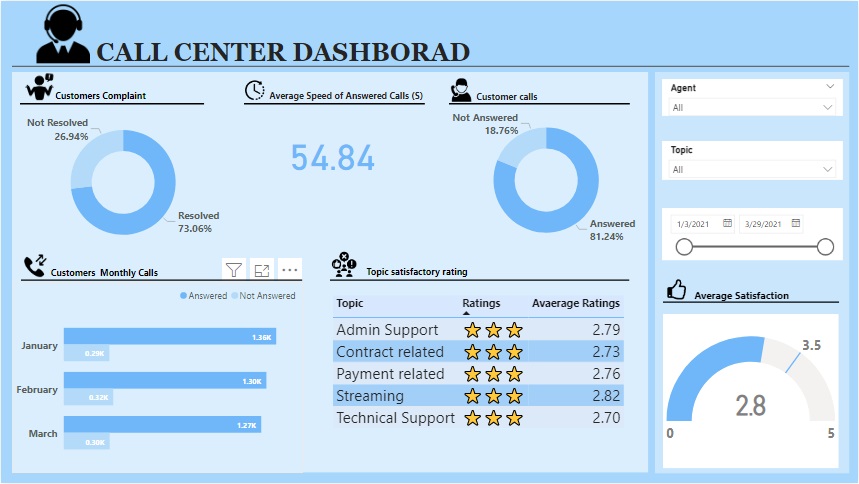 CALL CENTER DASHBORAD
Customers Complaint
Not Resolved
26.94%
Resolved
73.06%
Average Speed of Answered Calls (S)
54.84
Customer calls
Not Answered
18.76%
Answered
81.24%
Agent
All
Topic
All
1/3/2021 3/29/2021
Customers Monthly Calls
Answered Not Answered
January 1.36K
0.29K
February 1.30K
0.32K
March 1.27K
0.30K
Topic satisfactory rating
Topic Ratings Avaerage Ratings
Admin Support 2.79
Contract related 2.73
Payment related 2.76
Streaming 2.82
Technical Support 2.70
Average Satisfaction
3.5
2.8
0 5